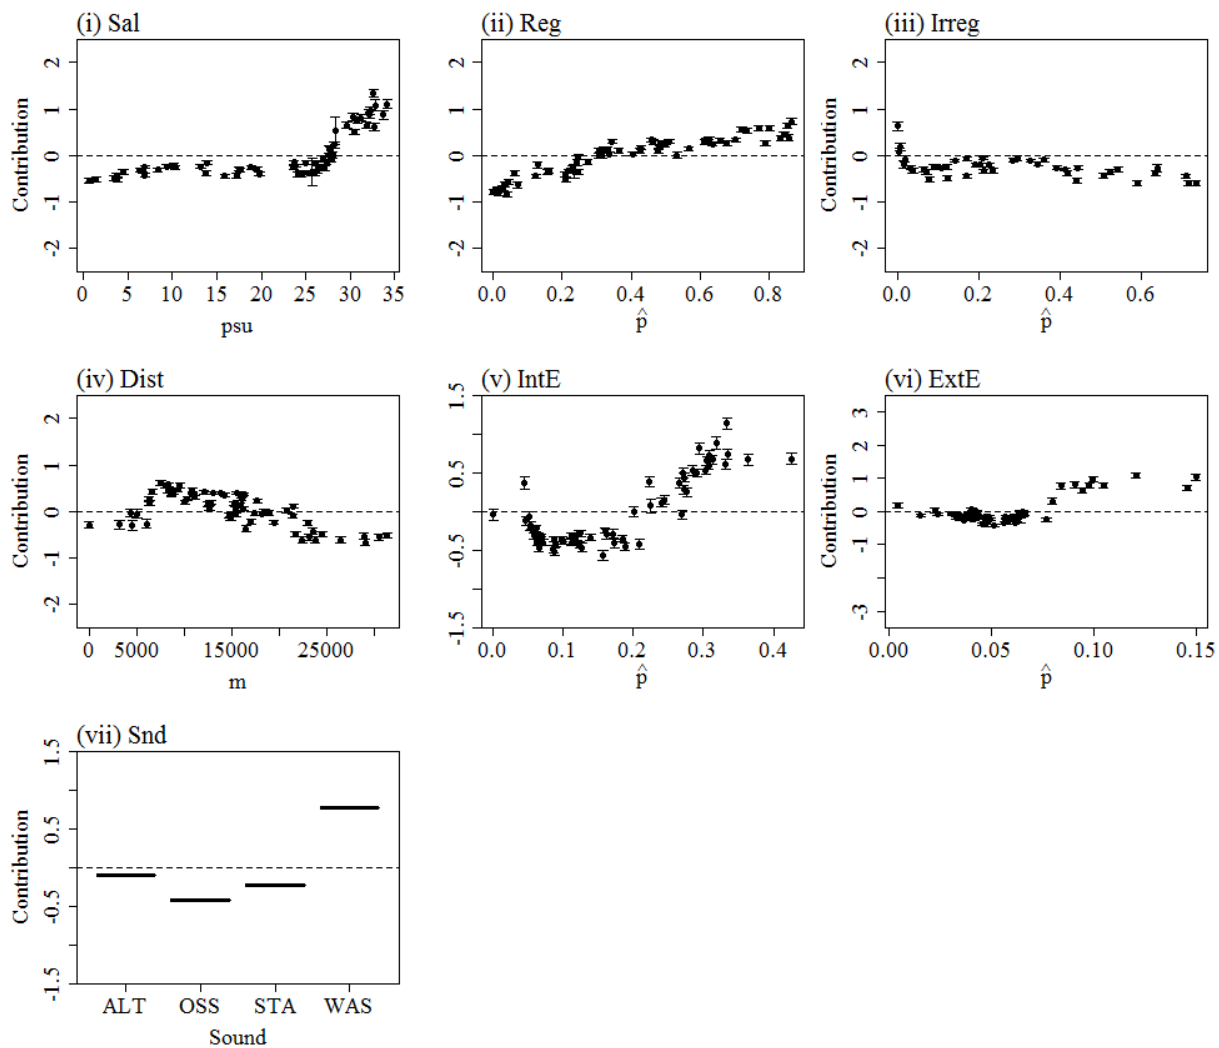 (i) Sal
Contribution
2
1
0
-1
-2
0 5 10 15 20 25 30 35
psu
(ii) Reg
2
1
0
-1
-2
0.0 0.2 0.4 0.6 0.8
p̂
(iii) Irreg
Contribution
2
1
0
-1
-2
0.0 0.2 0.4 0.6
p̂
(iv) Dist
Contribution
2
1
0
-1
-2
0 5000 15000 25000
m
(v) IntE
1.5
0.5
-0.5
-1.5
0.0 0.1 0.2 0.3 0.4
p̂
(vi) ExtE
Contribution
3
2
1
0
-1
-3
0.00 0.05 0.10 0.15
p̂
(vii) Snd
Contribution
1.5
0.5
-0.5
-1.5
ALT OSS STA WAS
Sound